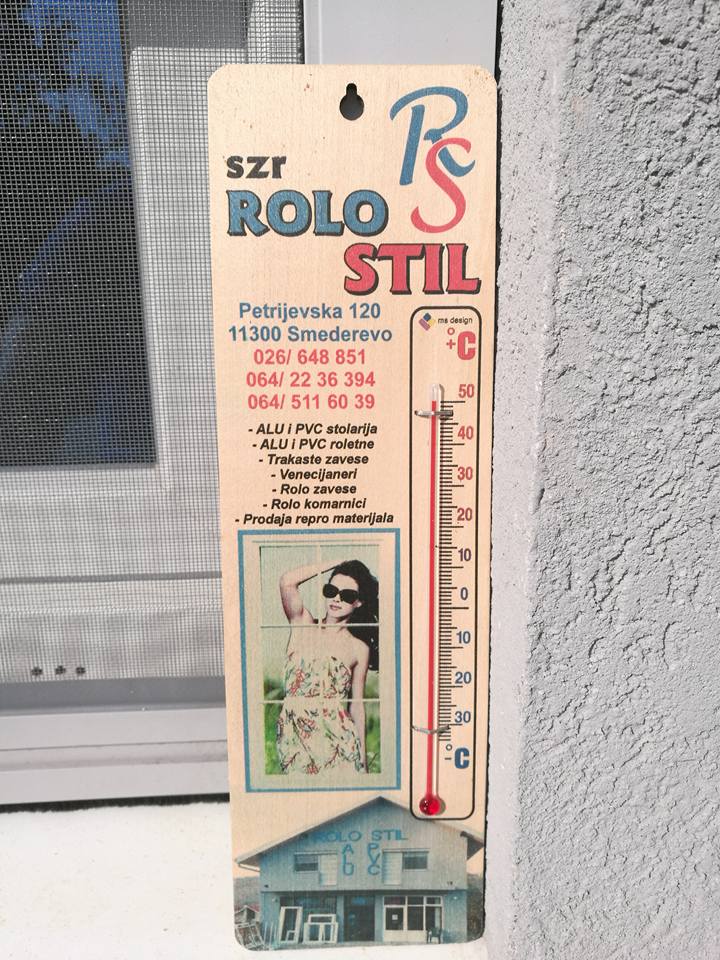 RS
szr
ROLO
STIL
Petrijevska 120
11300 Smederevo
026/ 648 851
064/ 22 36 394
064/ 511 60 39
- ALU i PVC stolarija
- ALU i PVC roletne
- Trakaste zavese
- Venecijaneri
- Rolo zavese
- Rolo komarnici
- Prodaja repro materijala
ms design
+°C
50
40
30
20
10
0
10
20
30
-°C
ROLO STIL
ALU PVC